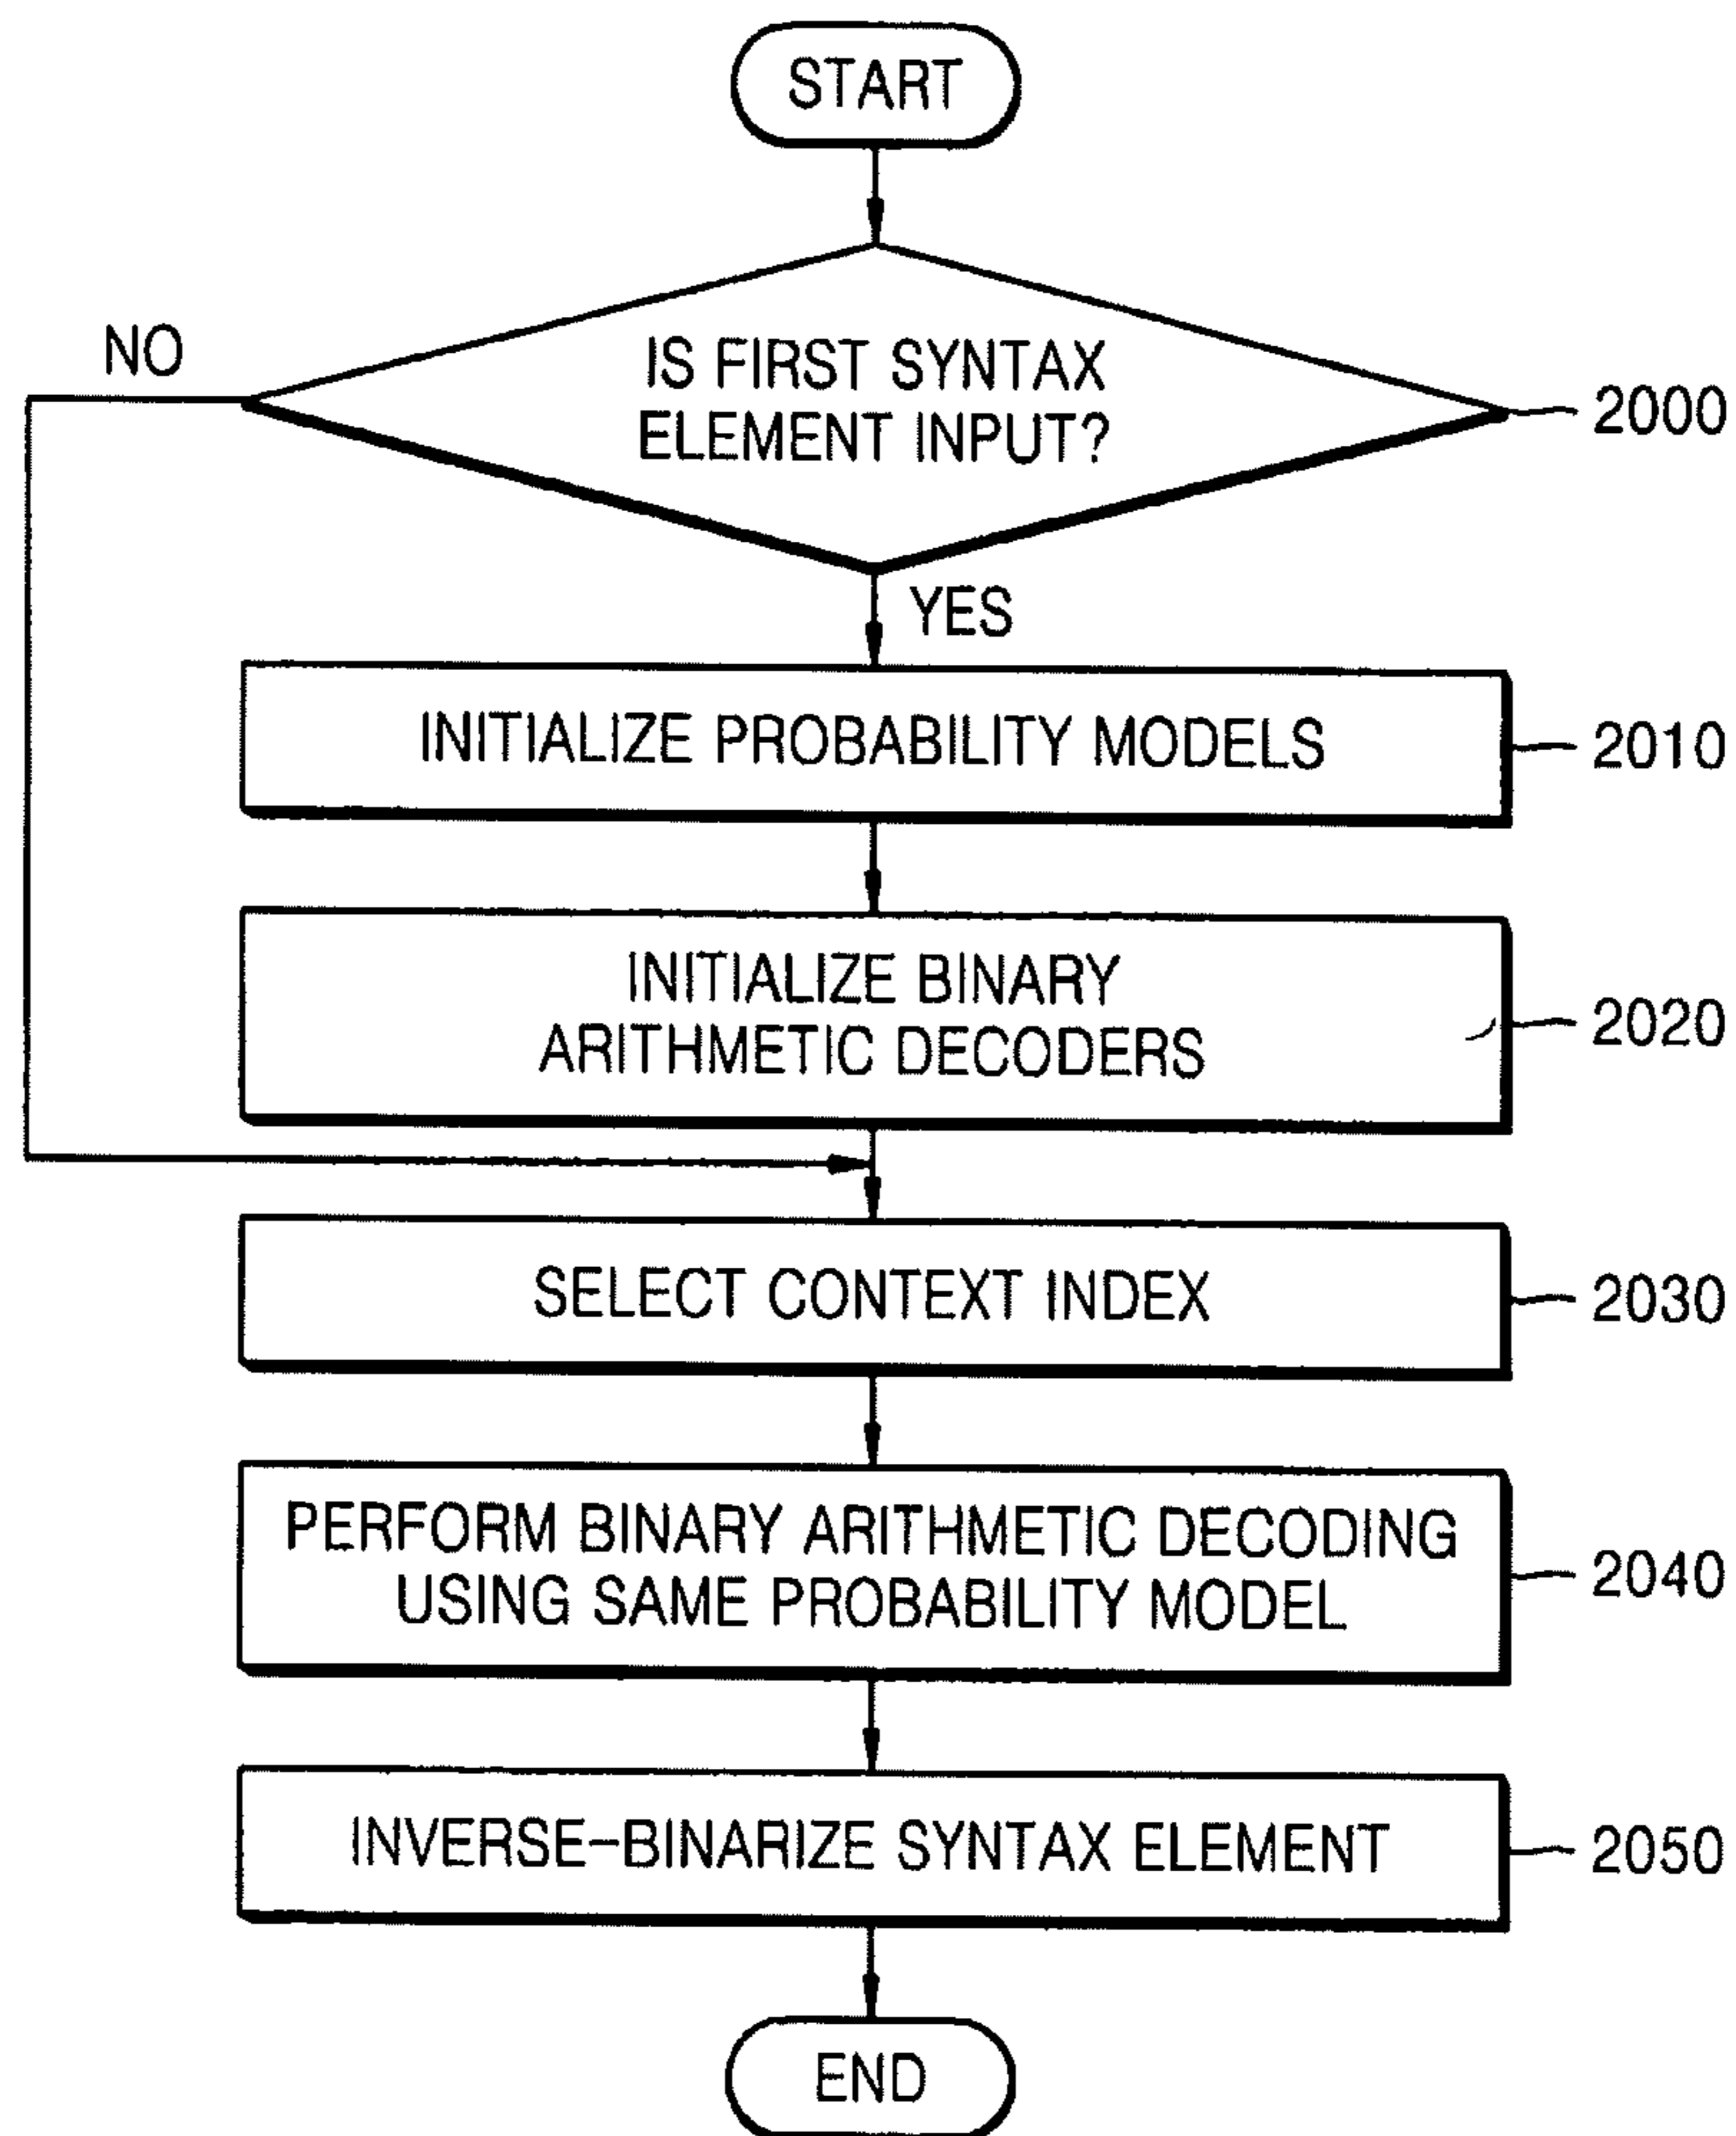 START
NO
IS FIRST SYNTAX
ELEMENT INPUT?
2000
YES
INITIALIZE PROBABILITY MODELS
2010
INITIALIZE BINARY
ARITHMETIC DECODERS
2020
SELECT CONTEXT INDEX
2030
PERFORM BINARY ARITHMETIC DECODING
USING SAME PROBABILITY MODEL
2040
INVERSE-BINARIZE SYNTAX ELEMENT
2050
END